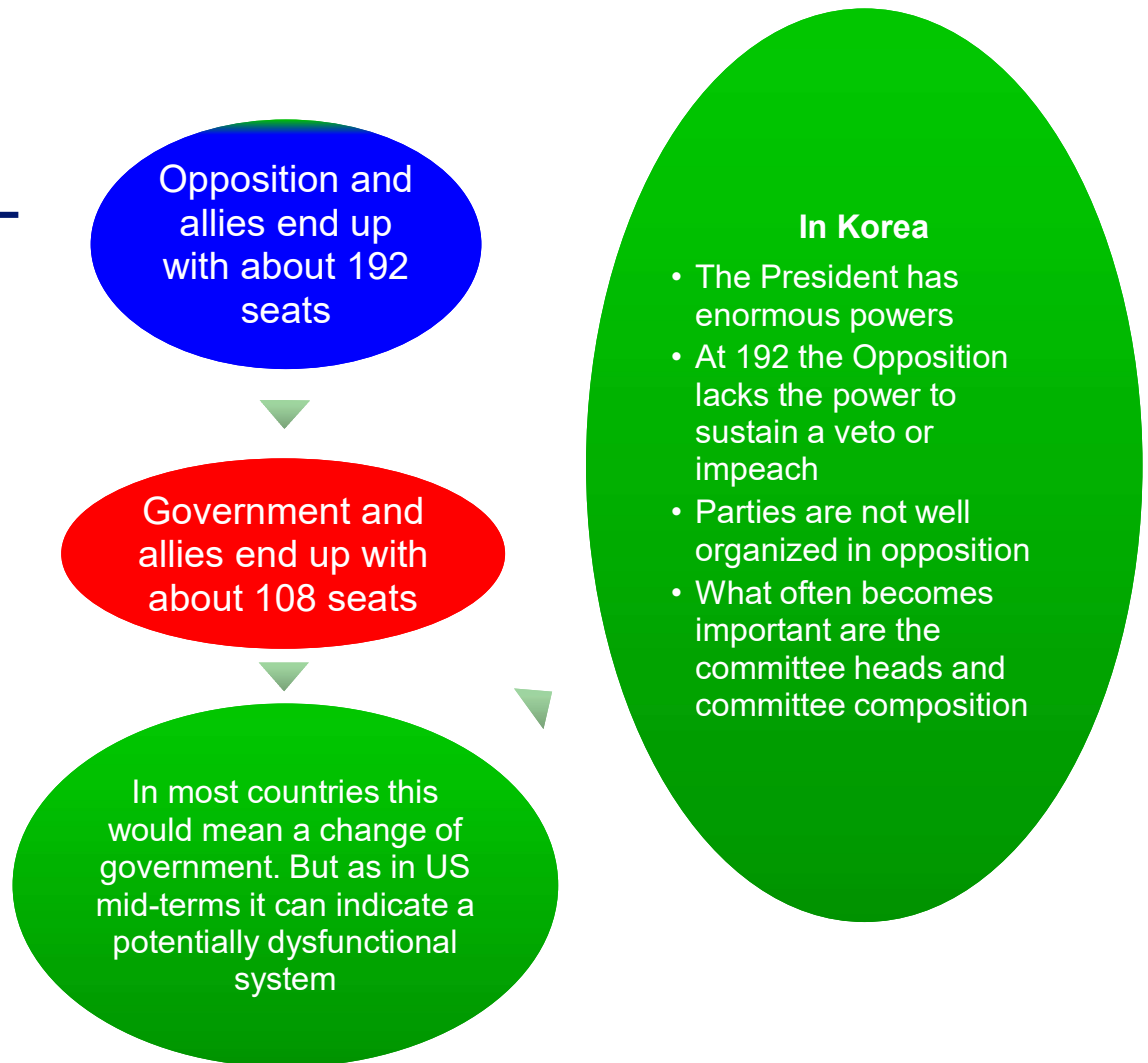 Opposition and
allies end up
with about 192
seats
Government and
allies end up with
about 108 seats
In most countries this
would mean a change of
government. But as in US
mid-terms it can indicate a
potentially dysfunctional
system
In Korea
• The President has
enormous powers
• At 192 the Opposition
lacks the power to
sustain a veto or
impeach
• Parties are not well
organized in opposition
• What often becomes
important are the
committee heads and
committee composition